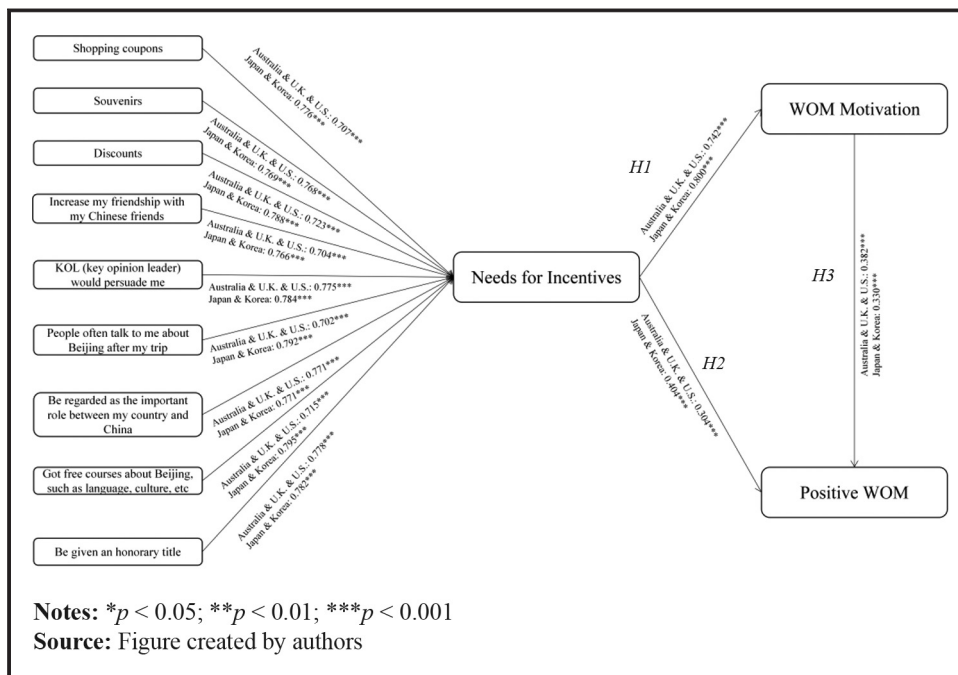 Shopping coupons
Australia & U.K. & U.S.: 0.707***
Japan & Korea: 0.776***
Souvenirs
Australia & U.K. & U.S.: 0.768***
Japan & Korea: 0.769***
Discounts
Australia & U.K. & U.S.: 0.723***
Japan & Korea: 0.788***
Increase my friendship with
my Chinese friends
Australia & U.K. & U.S.: 0.704***
Japan & Korea: 0.766***
KOL (key opinion leader)
would persuade me
Australia & U.K. & U.S.: 0.775***
Japan & Korea: 0.784***
People often talk to me about
Beijing after my trip
Australia & U.K. & U.S.: 0.702***
Japan & Korea: 0.792***
Be regarded as the important
role between my country and
China
Australia & U.K. & U.S.: 0.771***
Japan & Korea: 0.771***
Got free courses about Beijing,
such as language, culture, etc
Australia & U.K. & U.S.: 0.715***
Japan & Korea: 0.795***
Be given an honorary title
Australia & U.K. & U.S.: 0.778***
Japan & Korea: 0.782***
Needs for Incentives
H1
Australia & U.K. & U.S.: 0.742***
Japan & Korea: 0.800***
H2
Australia & U.K. & U.S.: 0.304***
Japan & Korea: 0.404***
WOM Motivation
H3
Australia & U.K. & U.S.: 0.382***
Japan & Korea: 0.330***
Positive WOM
Notes: *p < 0.05; **p < 0.01; ***p < 0.001
Source: Figure created by authors